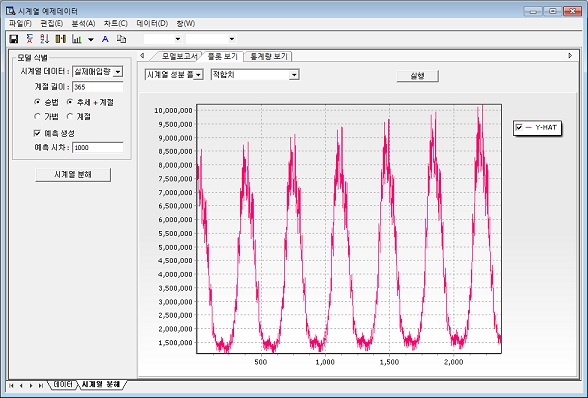 시계열 예제데이터
파일(F) 편집(E) 분석(A) 차트(C) 데이터(D) 창(W)
모델보고서 플롯 보기 통계량 보기
모델 식별
시계열 데이터 : 실제매입량
계절 길이 : 365
승법 추세 + 계절
가법 계절
예측 생성
예측 시차 : 1000
시계열 분해
시계열 성분 플 적합치 실행
10,000,000
9,500,000
9,000,000
8,500,000
8,000,000
7,500,000
7,000,000
6,500,000
6,000,000
5,500,000
5,000,000
4,500,000
4,000,000
3,500,000
3,000,000
2,500,000
2,000,000
1,500,000
500 1,000 1,500 2,000
Y-HAT
데이터 시계열 분해